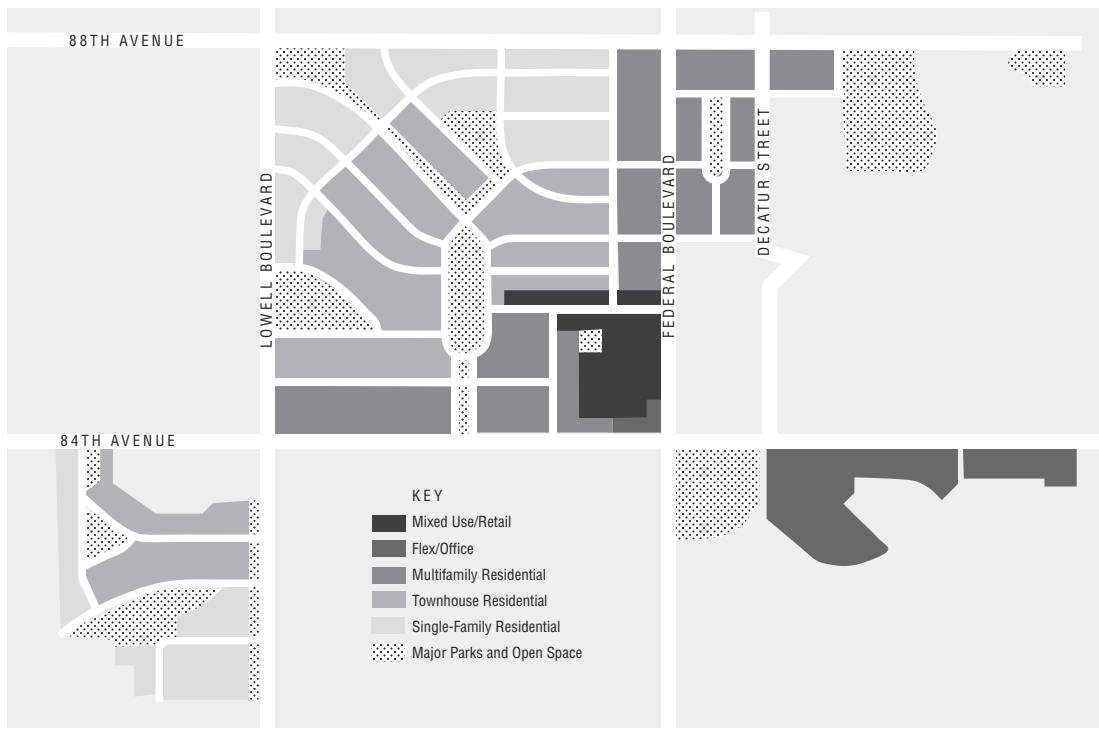 88TH AVENUE
LOWELL BOULEVARD
FEDERAL BOULEVARD
DECATUR STREET
84TH AVENUE
KEY
Mixed Use/Retail
Flex/Office
Multifamily Residential
Townhouse Residential
Single-Family Residential
Major Parks and Open Space